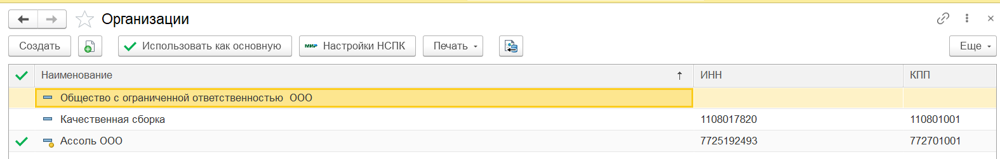 Организации
Создать Использовать как основную МИР Настройки НСПК Печать Еще
Наименование ИНН КПП
Общество с ограниченной ответственностью ООО
Качественная сборка 1108017820 110801001
Ассоль ООО 7725192493 772701001